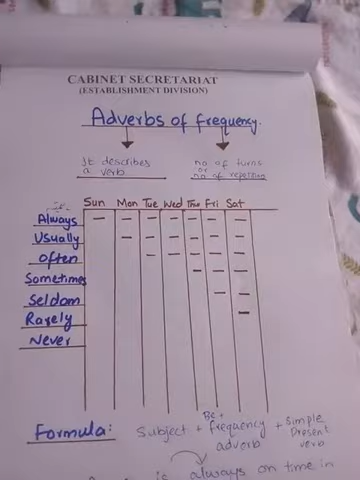 CABINET SECRETARIAT
(ESTABLISHMENT DIVISION)
Adverbs of frequency.
It describes
a verb
no of turns
or
no of repetition
Sun Mon Tue Wed Thu Fri Sat
Always — — — — — — —
Usually — — — — — —
often — — — — —
Sometimes — — —
Seldom — —
Rarely —
Never
Formula: Subject + Be + frequency adverb + Simple Present verb
is always on time in